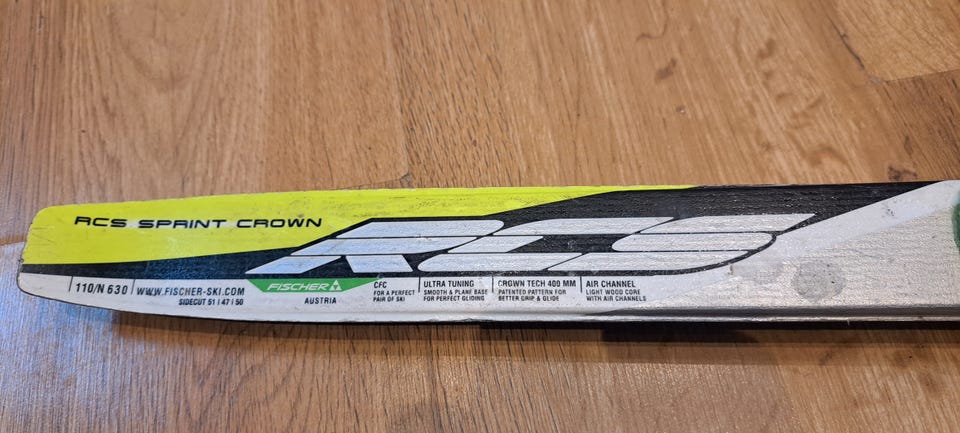 RCS SPRINT CROWN
RCS
110/N 630
WWW.FISCHER-SKI.COM
SIDECUT 51 | 47 | 50
FISCHER
AUSTRIA
CFC
FOR A PERFECT
PAIR OF SKI
ULTRA TUNING
SMOOTH & PLANE BASE
FOR PERFECT GLIDING
CROWN TECH 400 MM
PATENTED PATTERN FOR
BETTER GRIP & GLIDE
AIR CHANNEL
LIGHT WOOD CORE
WITH AIR CHANNELS